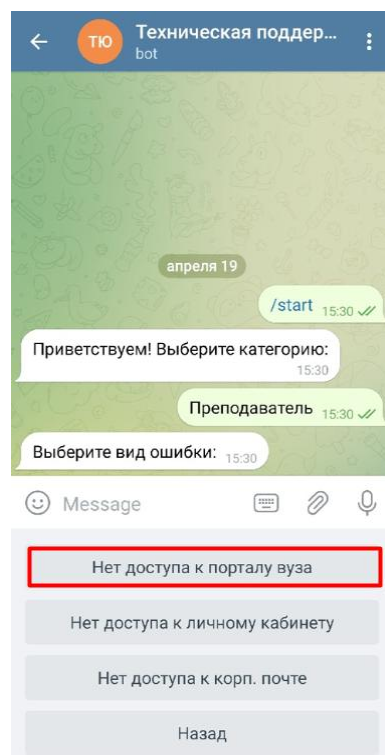 ТЮ
Техническая поддер...
bot
апреля 19
/start 15:30
Приветствуем! Выберите категорию:
15:30
Преподаватель 15:30
Выберите вид ошибки: 15:30
Message
Нет доступа к порталу вуза
Нет доступа к личному кабинету
Нет доступа к корп. почте
Назад